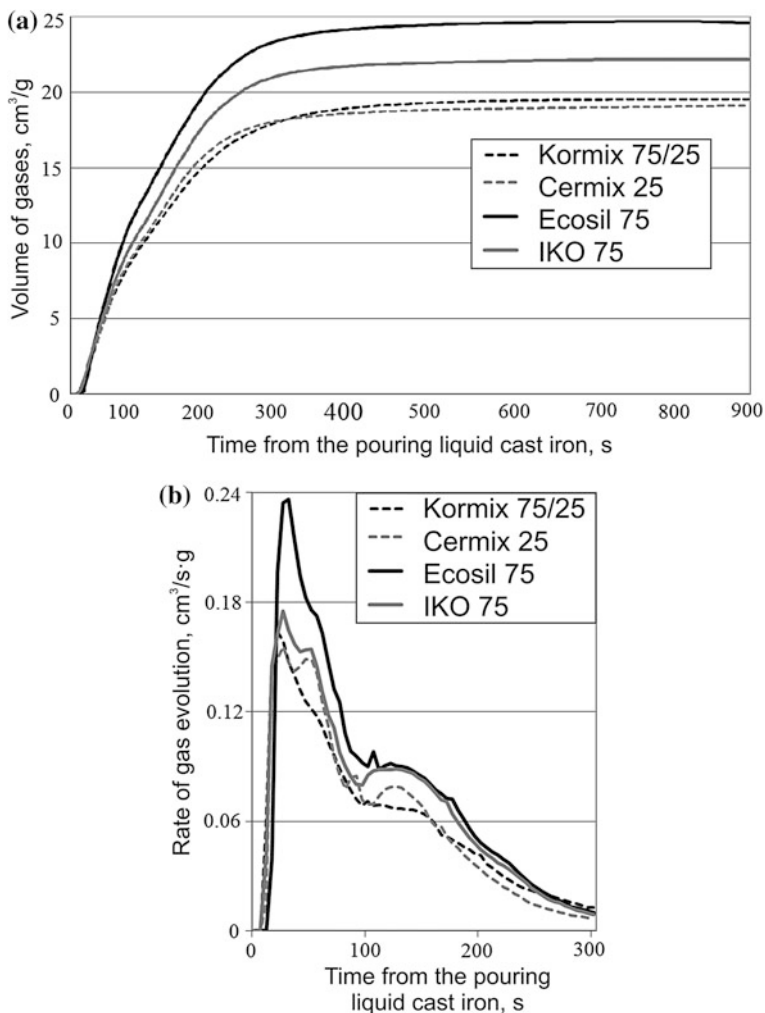 (a)
25
20
15
10
5
0
Volume of gases, cm³/g
Kormix 75/25
Cermix 25
Ecosil 75
IKO 75
0 100 200 300 400 500 600 700 800 900
Time from the pouring liquid cast iron, s
(b)
0.24
0.18
0.12
0.06
0
Rate of gas evolution, cm³/s·g
Kormix 75/25
Cermix 25
Ecosil 75
IKO 75
0 100 200 300
Time from the pouring
liquid cast iron, s